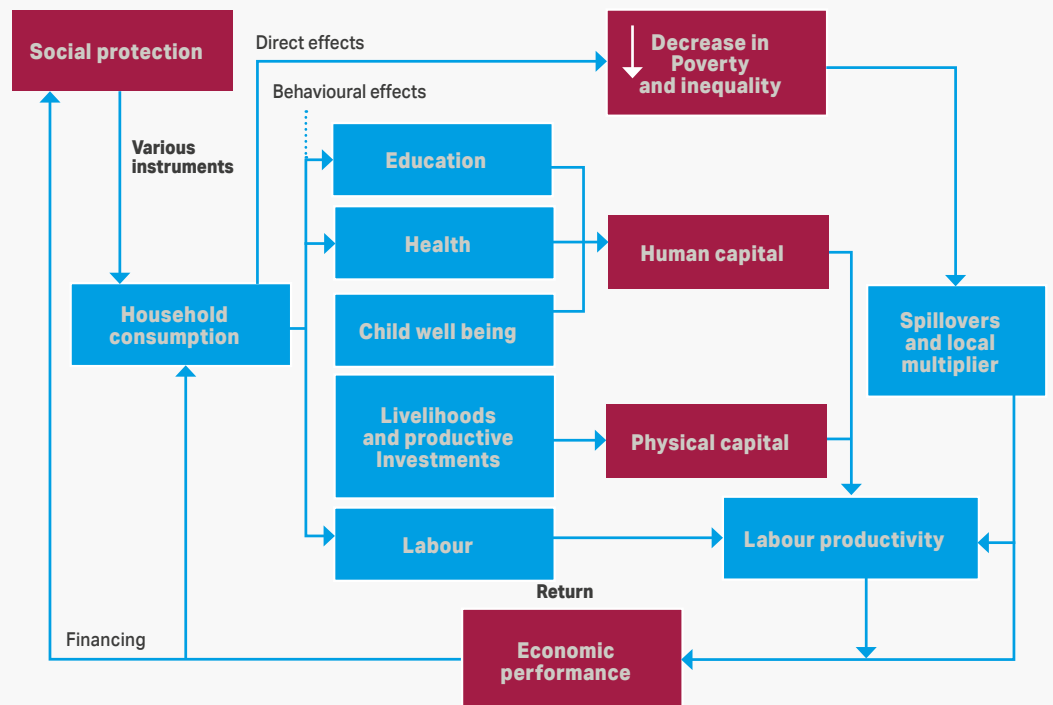 Social protection
Direct effects
Decrease in
Poverty
and inequality
Behavioural effects
Various
instruments
Education
Health
Human capital
Household
consumption
Child well being
Spillovers
and local
multiplier
Livelihoods
and productive
Investments
Physical capital
Labour
Labour productivity
Return
Financing
Economic
performance